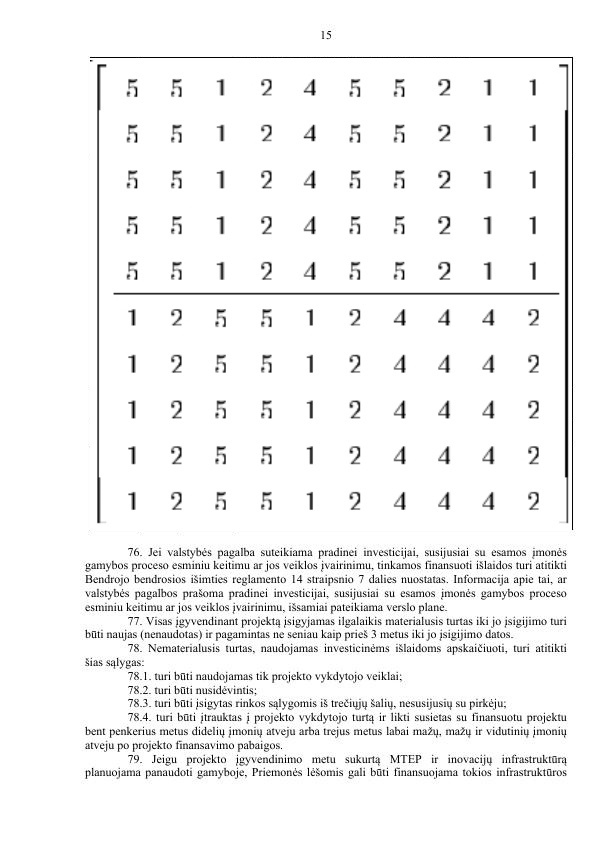 15
5 5 1 2 4 5 5 2 1 1
5 5 1 2 4 5 5 2 1 1
5 5 1 2 4 5 5 2 1 1
5 5 1 2 4 5 5 2 1 1
5 5 1 2 4 5 5 2 1 1
1 2 5 5 1 2 4 4 4 2
1 2 5 5 1 2 4 4 4 2
1 2 5 5 1 2 4 4 4 2
1 2 5 5 1 2 4 4 4 2
1 2 5 5 1 2 4 4 4 2
76. Jei valstybės pagalba suteikiama pradinei investicijai, susijusiai su esamos įmonės
gamybos proceso esminiu keitimu ar jos veiklos įvairinimu, tinkamos finansuoti išlaidos turi atitikti
Bendrojo bendrosios išimties reglamento 14 straipsnio 7 dalies nuostatas. Informacija apie tai, ar
valstybės pagalbos prašoma pradinei investicijai, susijusiai su esamos įmonės gamybos proceso
esminiu keitimu ar jos veiklos įvairinimu, išsamiai pateikiama verslo plane.
77. Visas įgyvendinant projektą įsigyjamas ilgalaikis materialusis turtas iki jo įsigijimo turi
būti naujas (nenaudotas) ir pagamintas ne seniau kaip prieš 3 metus iki jo įsigijimo datos.
78. Nematerialusis turtas, naudojamas investicinėms išlaidoms apskaičiuoti, turi atitikti
šias sąlygas:
78.1. turi būti naudojamas tik projekto vykdytojo veiklai;
78.2. turi būti nusidėvintis;
78.3. turi būti įsigytas rinkos sąlygomis iš trečiųjų šalių, nesusijusių su pirkėju;
78.4. turi būti įtrauktas į projekto vykdytojo turtą ir likti susietas su finansuotu projektu
bent penkerius metus didelių įmonių atveju arba trejus metus labai mažų, mažų ir vidutinių įmonių
atveju po projekto finansavimo pabaigos.
79. Jeigu projekto įgyvendinimo metu sukurtą MTEP ir inovacijų infrastruktūrą
planuojama panaudoti gamyboje, Priemonės lėšomis gali būti finansuojama tokios infrastruktūros